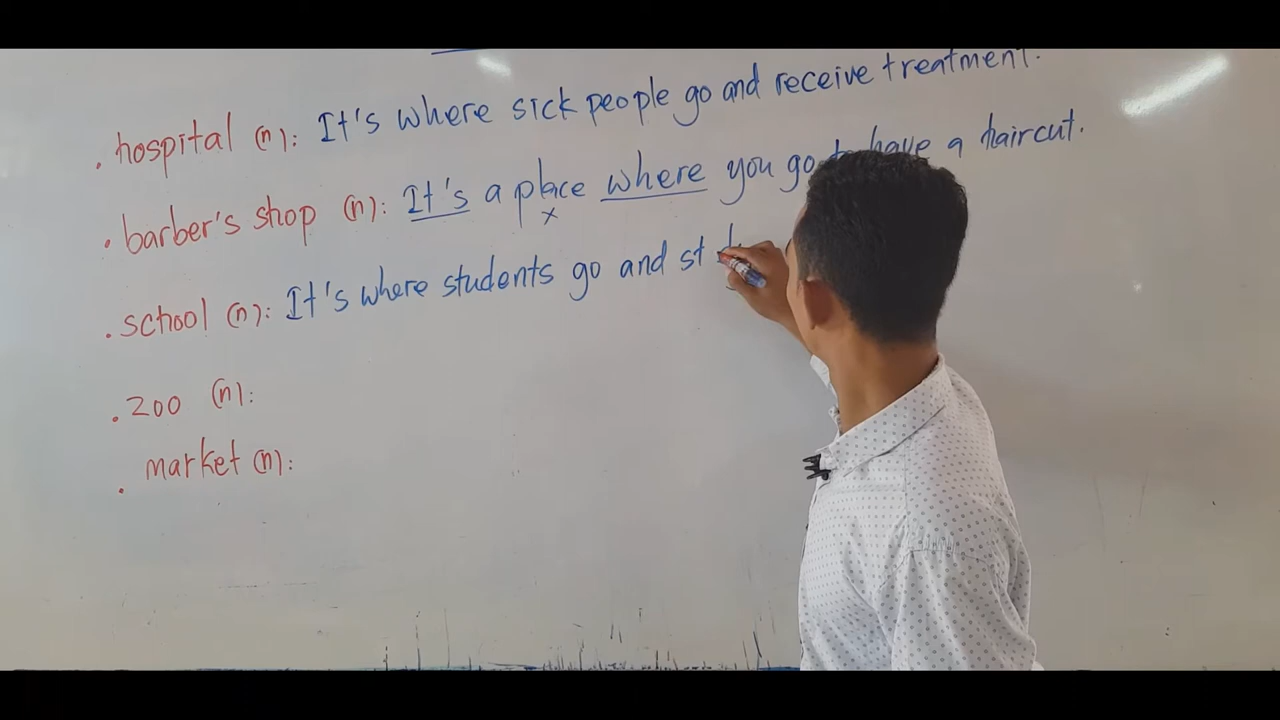 . hospital (n): It's where sick people go and receive treatment.
. barber's shop (n): It's a place where you go to have a haircut.
x
. school (n): It's where students go and st
. zoo (n):
. market (n):